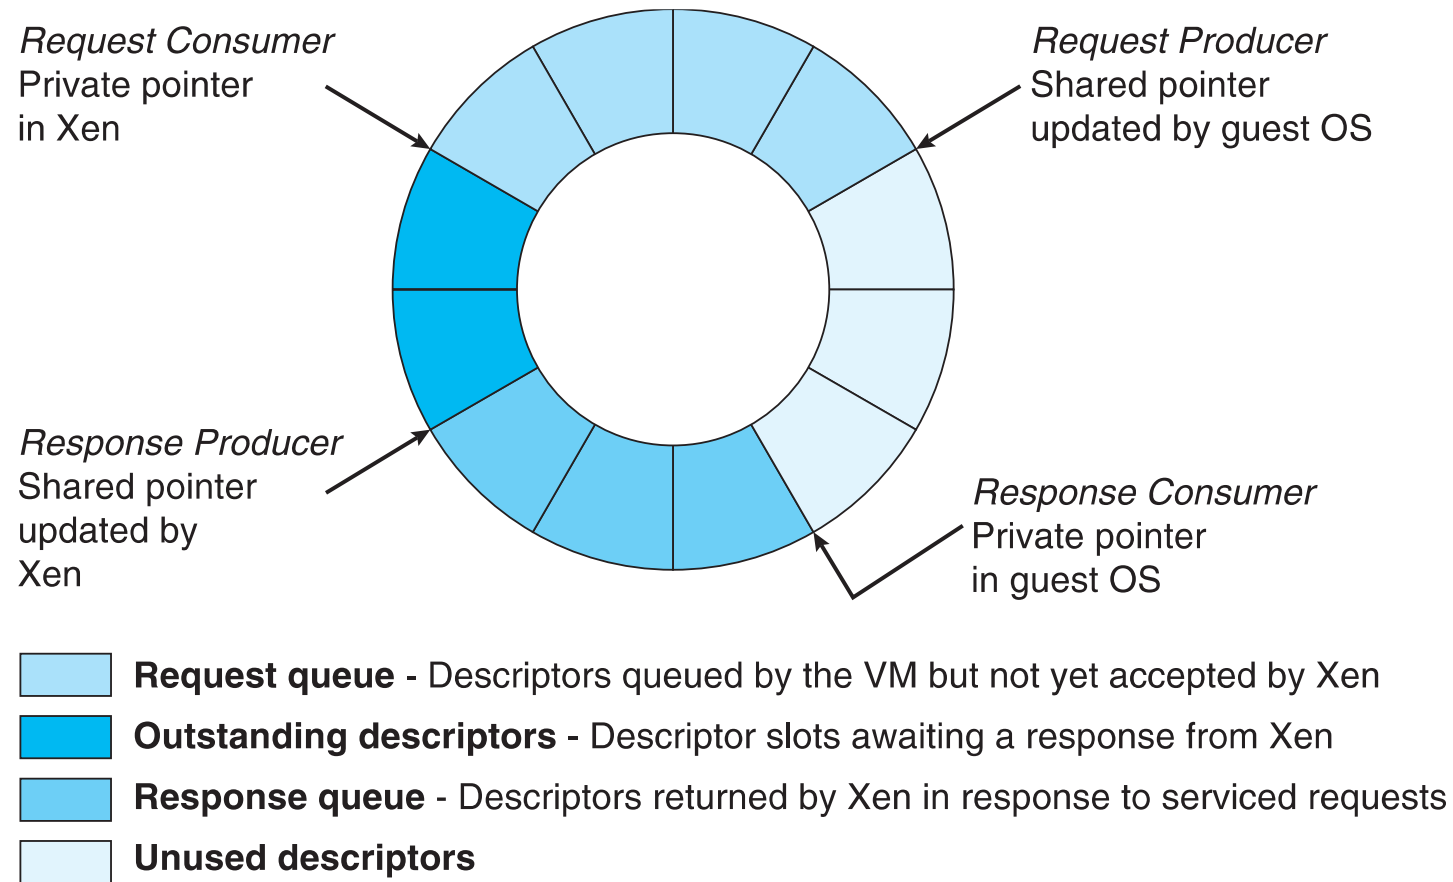 Request Consumer
Private pointer
in Xen
Request Producer
Shared pointer
updated by guest OS
Response Producer
Shared pointer
updated by
Xen
Response Consumer
Private pointer
in guest OS
Request queue - Descriptors queued by the VM but not yet accepted by Xen
Outstanding descriptors - Descriptor slots awaiting a response from Xen
Response queue - Descriptors returned by Xen in response to serviced requests
Unused descriptors